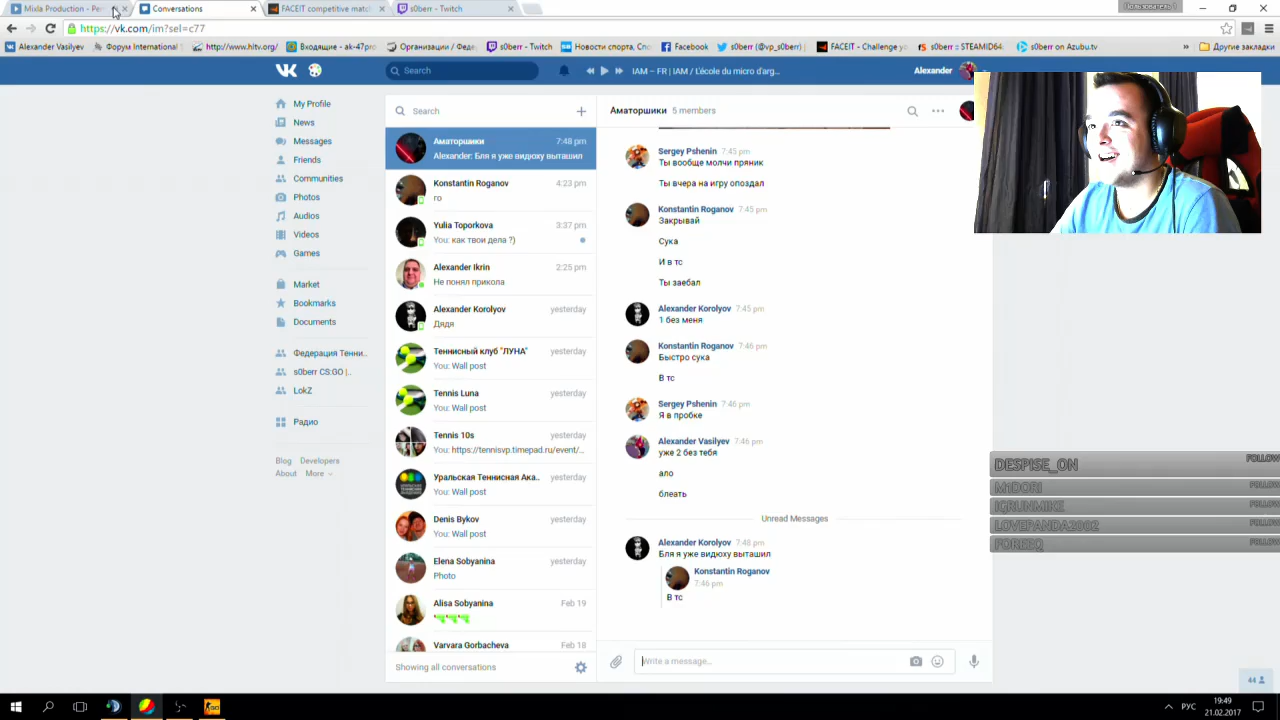 Mixla Production - Pe
Conversations
FACEIT competitive match
s0berr - Twitch
https://vk.com/im?sel=c77
Alexander Vasilyev
Форум International
http://www.hltv.org/
Входящие - ak-47pro
Организации / Феде
s0berr - Twitch
Новости спорта, Спо
Facebook
s0berr (@vp_s0berr)
FACEIT - Challenge yo
s0berr :: STEAMID64:
s0berr on Azubu.tv
»
Другие закладки
Search
IAM – FR | IAM / L'école du micro d'arg...
Alexander
My Profile
News
Messages
Friends
Communities
Photos
Audios
Videos
Games
Market
Bookmarks
Documents
Федерация Тенни..
s0berr CS:GO |..
LokZ
Радио
Blog Developers
About More
Search
Аматорщики 7:48 pm
Alexander: Бля я уже видюху вытащил
Konstantin Roganov 4:23 pm
го
Yulia Toporkova 3:37 pm
You: как твои дела ?)
Alexander Ikrin 2:25 pm
Не понял прикола
Alexander Korolyov yesterday
Дядя
Теннисный клуб "ЛУНА" yesterday
You: Wall post
Tennis Luna yesterday
You: Wall post
Tennis 10s yesterday
You: https://tennisvp.timepad.ru/event/...
Уральская Теннисная Ака.. yesterday
You: Wall post
Denis Bykov yesterday
You: Wall post
Elena Sobyanina yesterday
Photo
Alisa Sobyanina Feb 19
Varvara Gorbacheva Feb 18
Showing all conversations
Аматорщики 5 members
Sergey Pshenin 7:45 pm
Ты вообще молчи пряник
Ты вчера на игру опоздал
Konstantin Roganov 7:45 pm
Закрывай
Сука
И в тс
Ты заебал
Alexander Korolyov 7:45 pm
1 без меня
Konstantin Roganov 7:46 pm
Быстро сука
В тс
Sergey Pshenin 7:46 pm
Я в пробке
Alexander Vasilyev 7:46 pm
уже 2 без тебя
ало
блеать
Unread Messages
Alexander Korolyov 7:48 pm
Бля я уже видюху вытащил
Konstantin Roganov
7:46 pm
В тс
Write a message...
DESPISE_ON FOLLOW
M1DORI FOLLOW
IGRUNMIKE FOLLOW
LOVEPANDA2002 FOLLOW
FOLLOW
44
РУС
19:49
21.02.2017